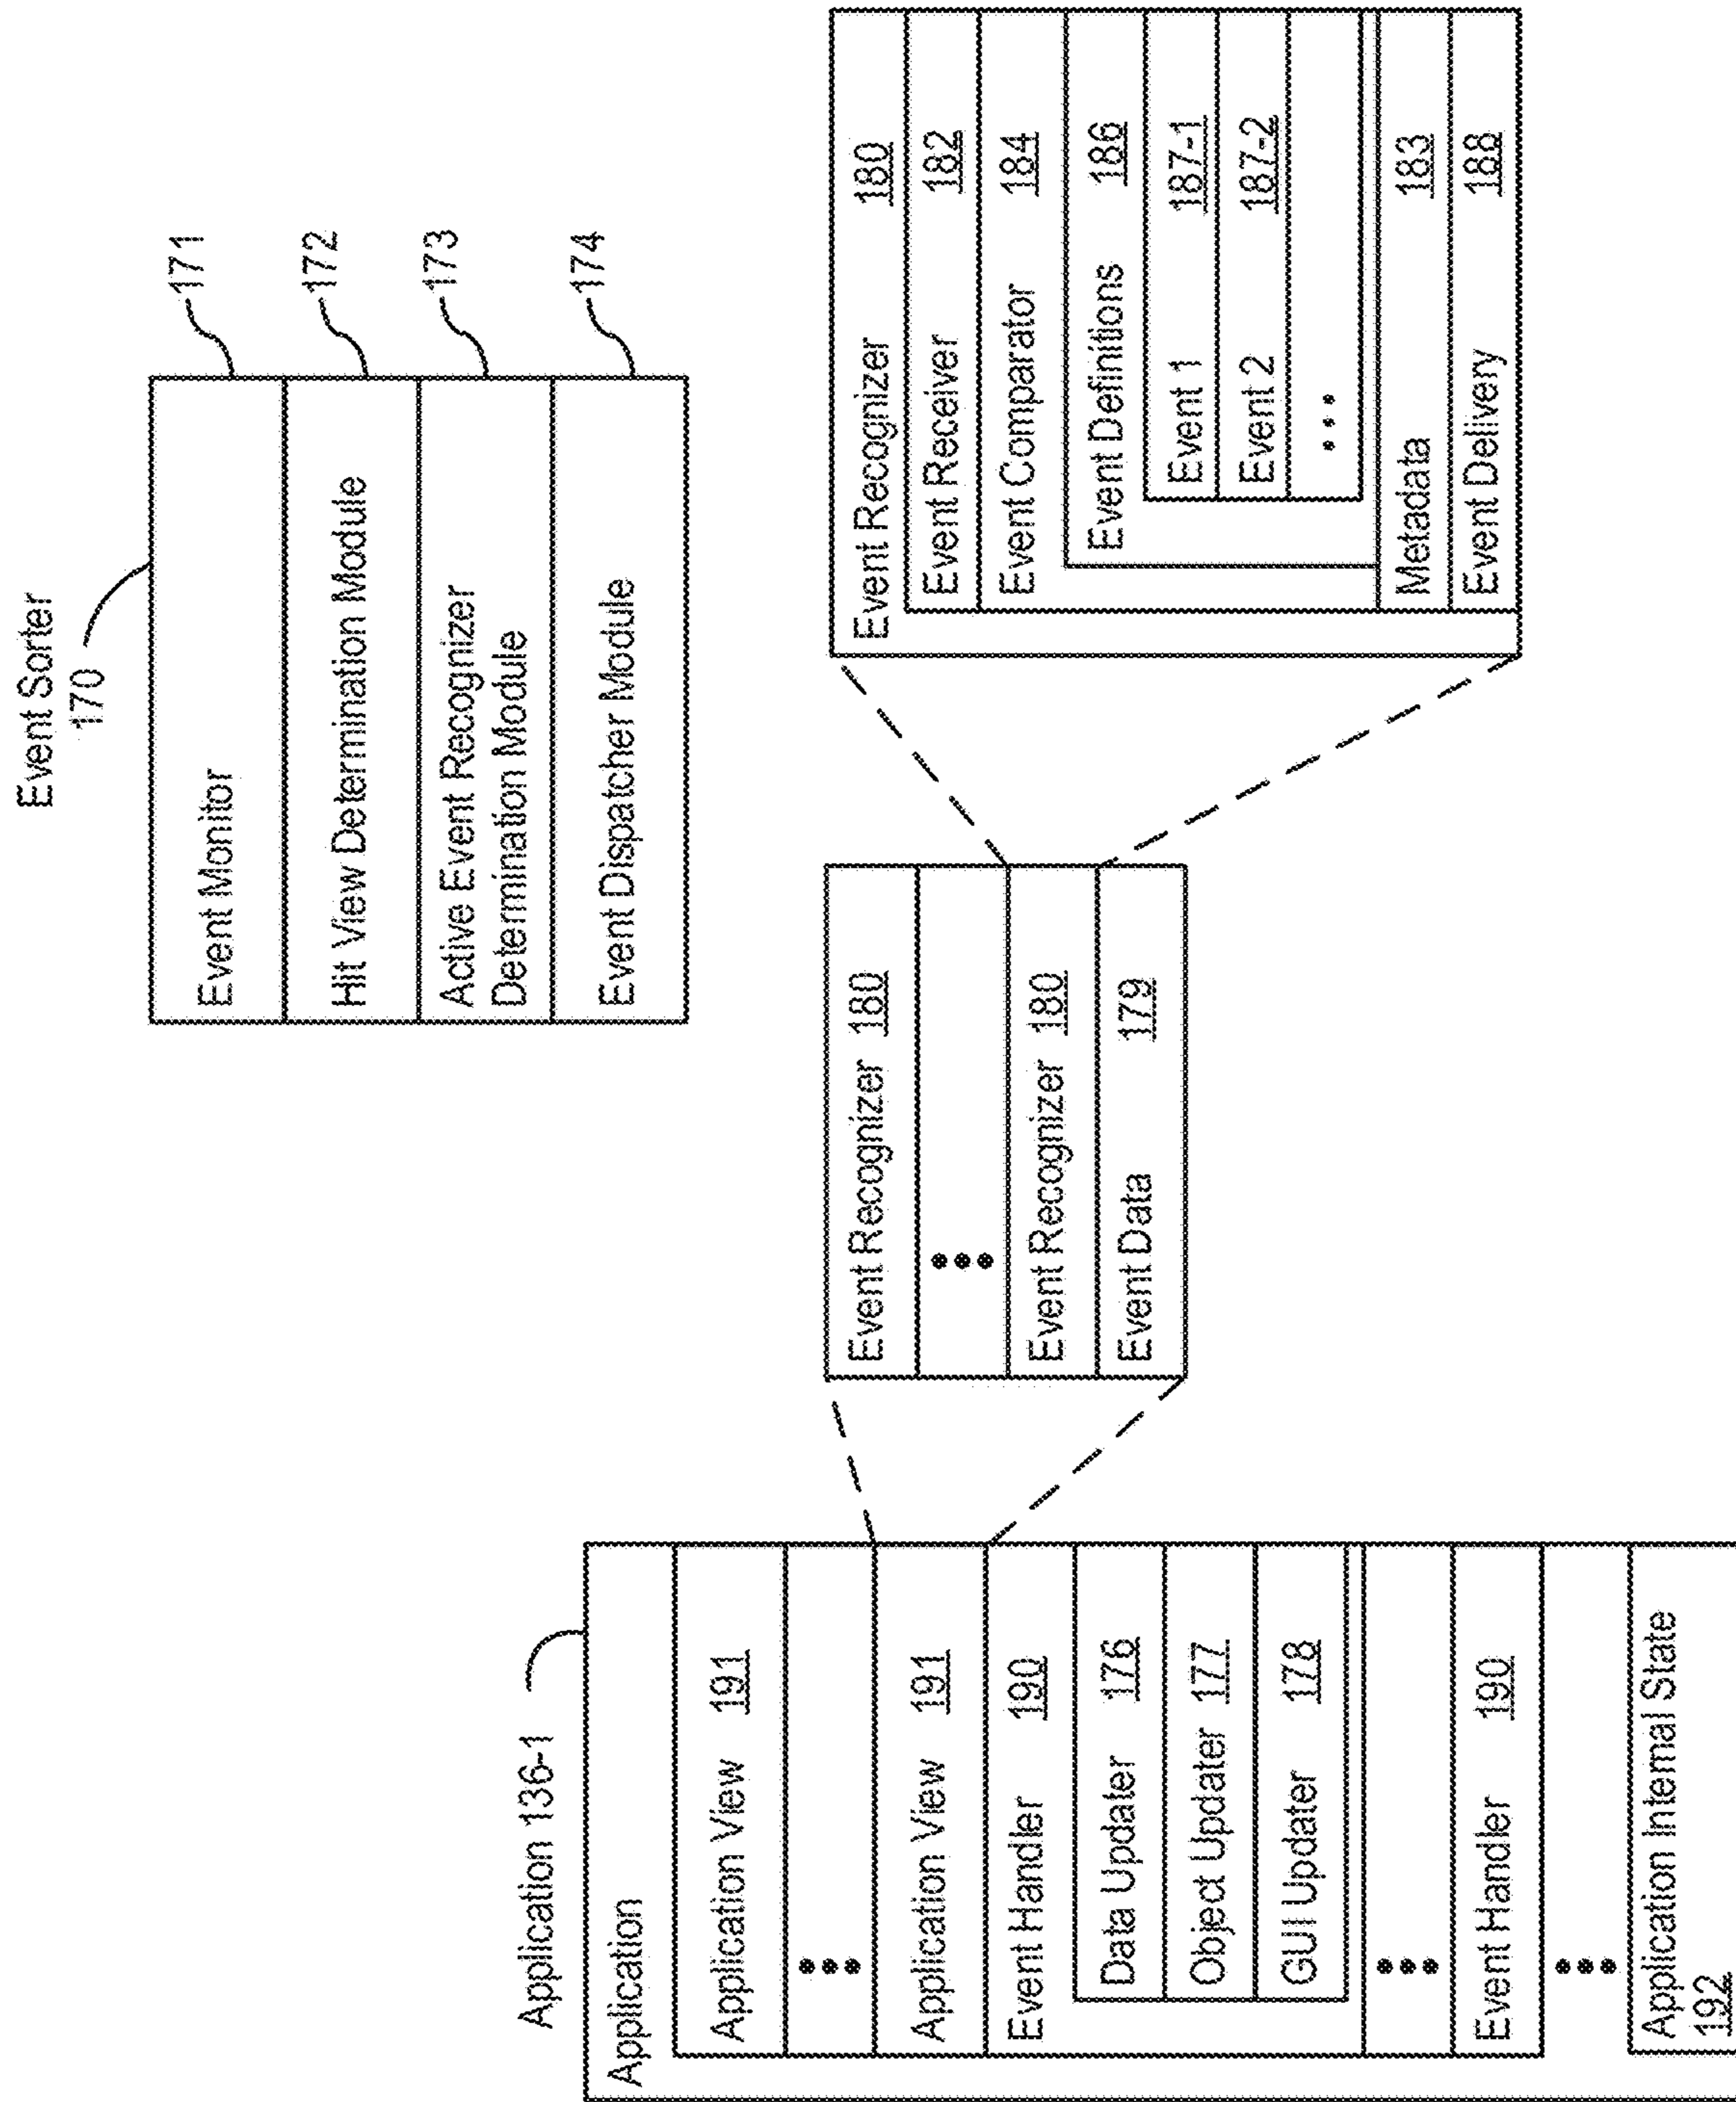 Event Sorter
170
Event Monitor
171
Hit View Determination Module
172
Active Event Recognizer
Determination Module
173
Event Dispatcher Module
174
Application 136-1
Application
Application View 191
•••
Application View 191
Event Handler 190
Data Updater 176
Object Updater 177
GUI Updater 178
•••
Event Handler 190
•••
Application Internal State
192
Event Recognizer 180
•••
Event Recognizer 180
Event Data 179
Event Recognizer 180
Event Receiver 182
Event Comparator 184
Event Definitions 186
Event 1 187-1
Event 2 187-2
•••
Metadata 183
Event Delivery 188